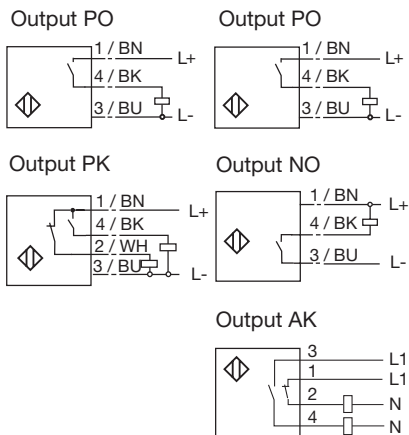 Output PO
1 / BN
L+
4 / BK
3 / BU
L-
Output PO
1 / BN
L+
4 / BK
3 / BU
L-
Output PK
1 / BN
L+
4 / BK
2 / WH
3 / BU
L-
Output NO
1 / BN
L+
4 / BK
3 / BU
L-
Output AK
3
L1
1
L1
2
N
4
N